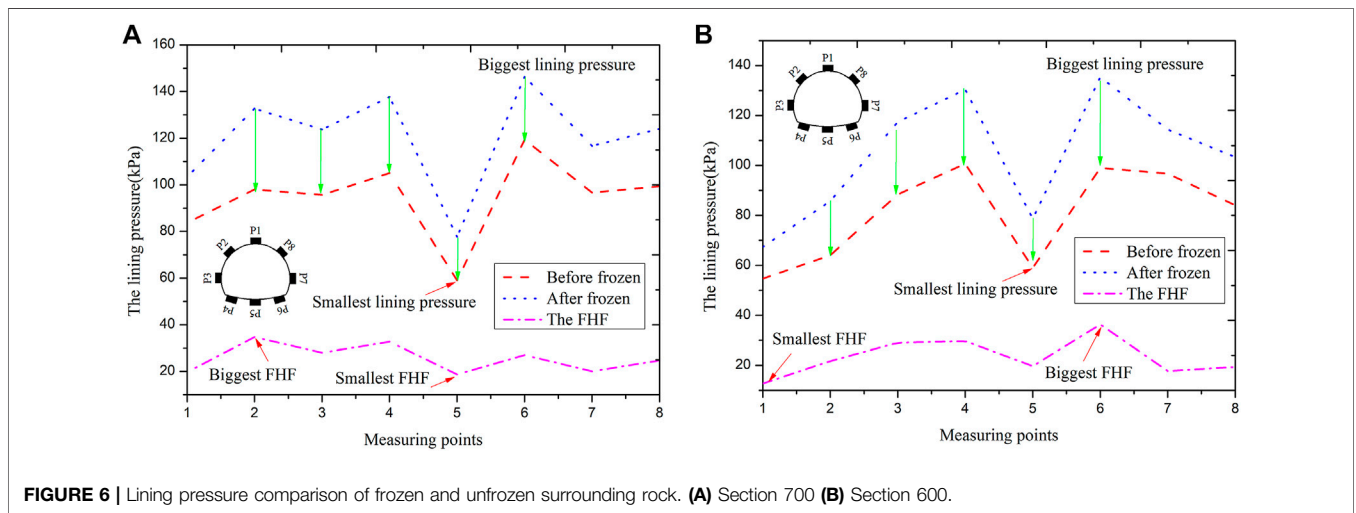 A
The lining pressure(kPa)
160
140
120
100
80
60
40
20
1 2 3 4 5 6 7 8
Measuring points
Biggest lining pressure
Smallest lining pressure
Biggest FHF
Smallest FHF
P1
P2
P3
P4
P5
P6
P7
P8
Before frozen
After frozen
The FHF
B
The lining pressure(kPa)
140
120
100
80
60
40
20
1 2 3 4 5 6 7 8
Measuring points
Biggest lining pressure
Smallest lining pressure
Smallest FHF
Biggest FHF
P1
P2
P3
P4
P5
P6
P7
P8
Before frozen
After frozen
The FHF
FIGURE 6 | Lining pressure comparison of frozen and unfrozen surrounding rock. (A) Section 700 (B) Section 600.